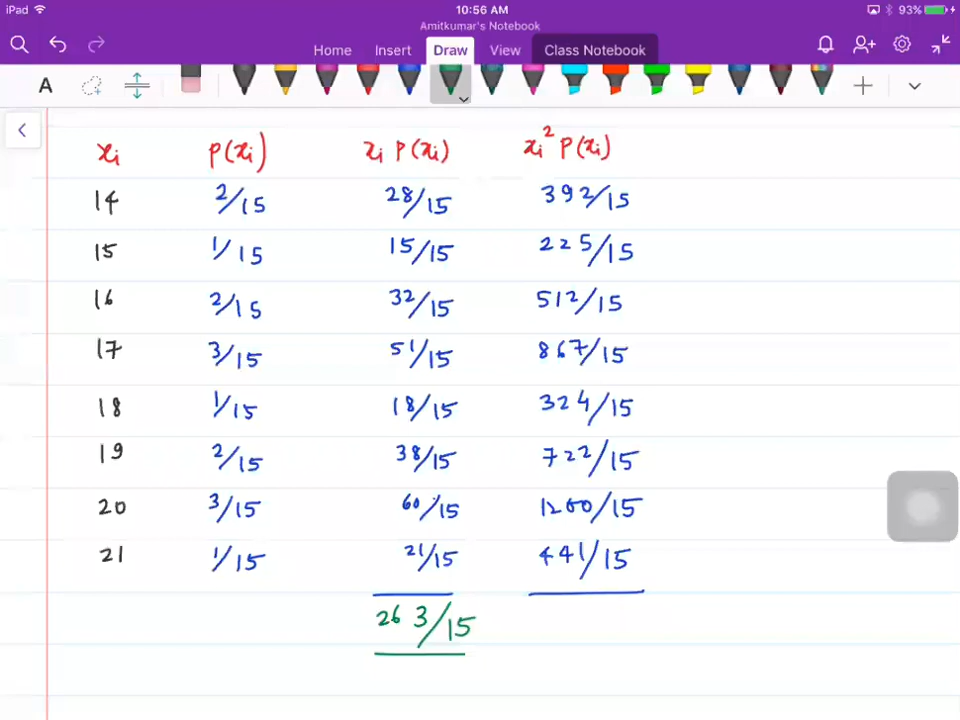 iPad 10:56 AM 93%
Amitkumar's Notebook
Home Insert Draw View Class Notebook
A
xi P(xi) xi P(xi) xi² P(xi)
14 2/15 28/15 392/15
15 1/15 15/15 225/15
16 2/15 32/15 512/15
17 3/15 51/15 867/15
18 1/15 18/15 324/15
19 2/15 38/15 722/15
20 3/15 60/15 1200/15
21 1/15 21/15 441/15
263/15